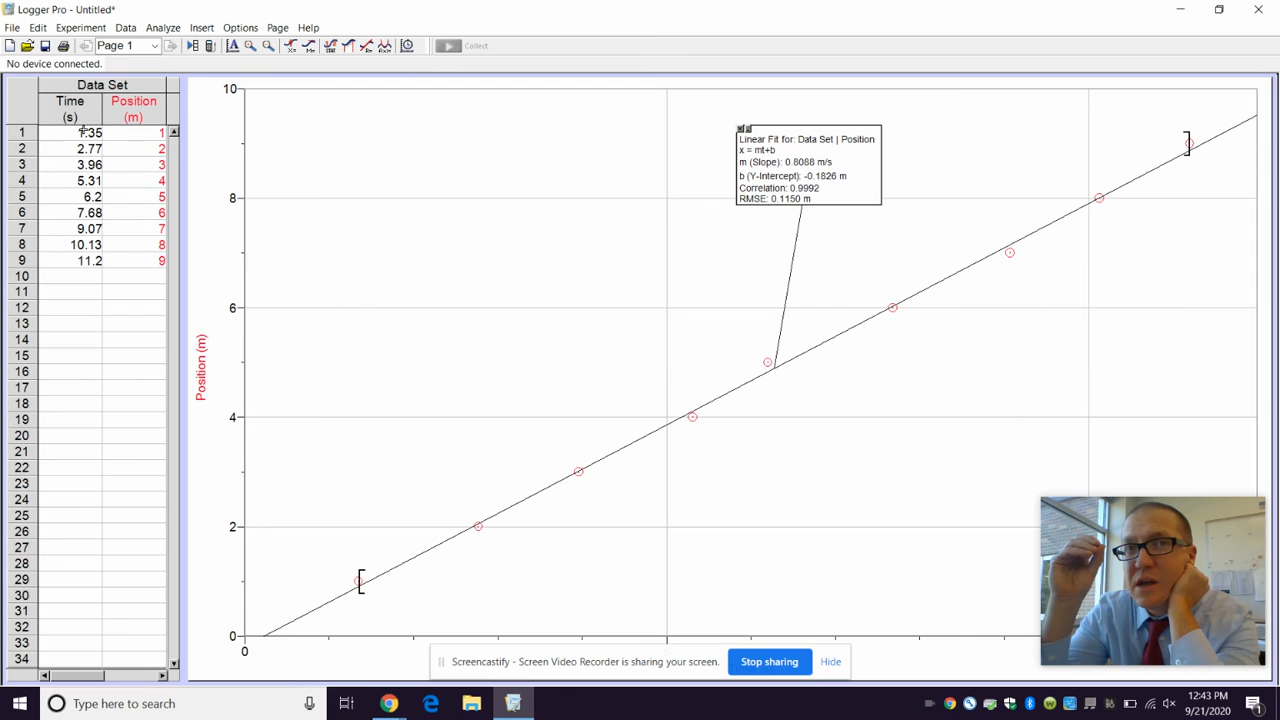 Logger Pro - Untitled*
File Edit Experiment Data Analyze Insert Options Page Help
Page 1 Collect
No device connected.
Data Set
Time Position
(s) (m)
1 1.35 1
2 2.77 2
3 3.96 3
4 5.31 4
5 6.2 5
6 7.68 6
7 9.07 7
8 10.13 8
9 11.2 9
10
11
12
13
14
15
16
17
18
19
20
21
22
23
24
25
26
27
28
29
30
31
32
33
34
10
8
6
4
2
0
0
Position (m)
Linear Fit for: Data Set | Position
x = mt+b
m (Slope): 0.8088 m/s
b (Y-Intercept): -0.1826 m
Correlation: 0.9992
RMSE: 0.1150 m
Screencastify - Screen Video Recorder is sharing your screen. Stop sharing Hide
Type here to search
12:43 PM
9/21/2020
1